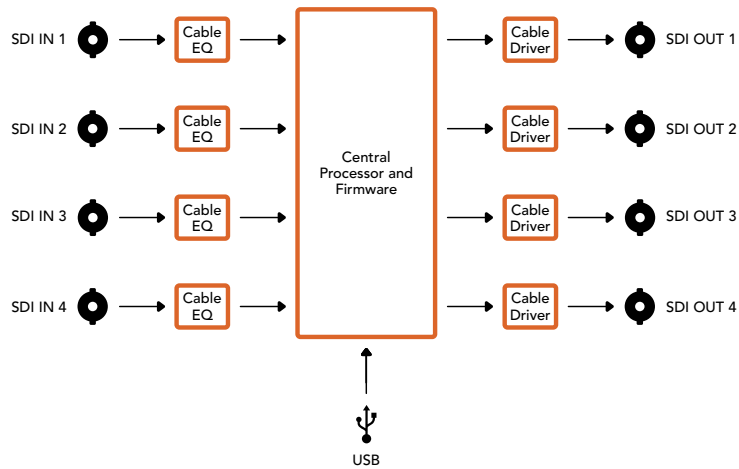 SDI IN 1
Cable
EQ
Cable
Driver
SDI OUT 1
SDI IN 2
Cable
EQ
Cable
Driver
SDI OUT 2
Central
Processor and
Firmware
SDI IN 3
Cable
EQ
Cable
Driver
SDI OUT 3
SDI IN 4
Cable
EQ
Cable
Driver
SDI OUT 4
USB